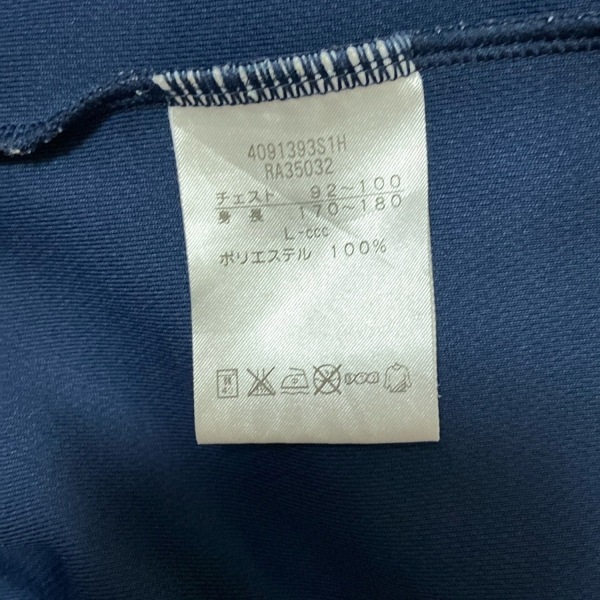 4091393S1H
RA35032
チェスト 92～100
身長 170～180
L-ccc
ポリエステル 100%